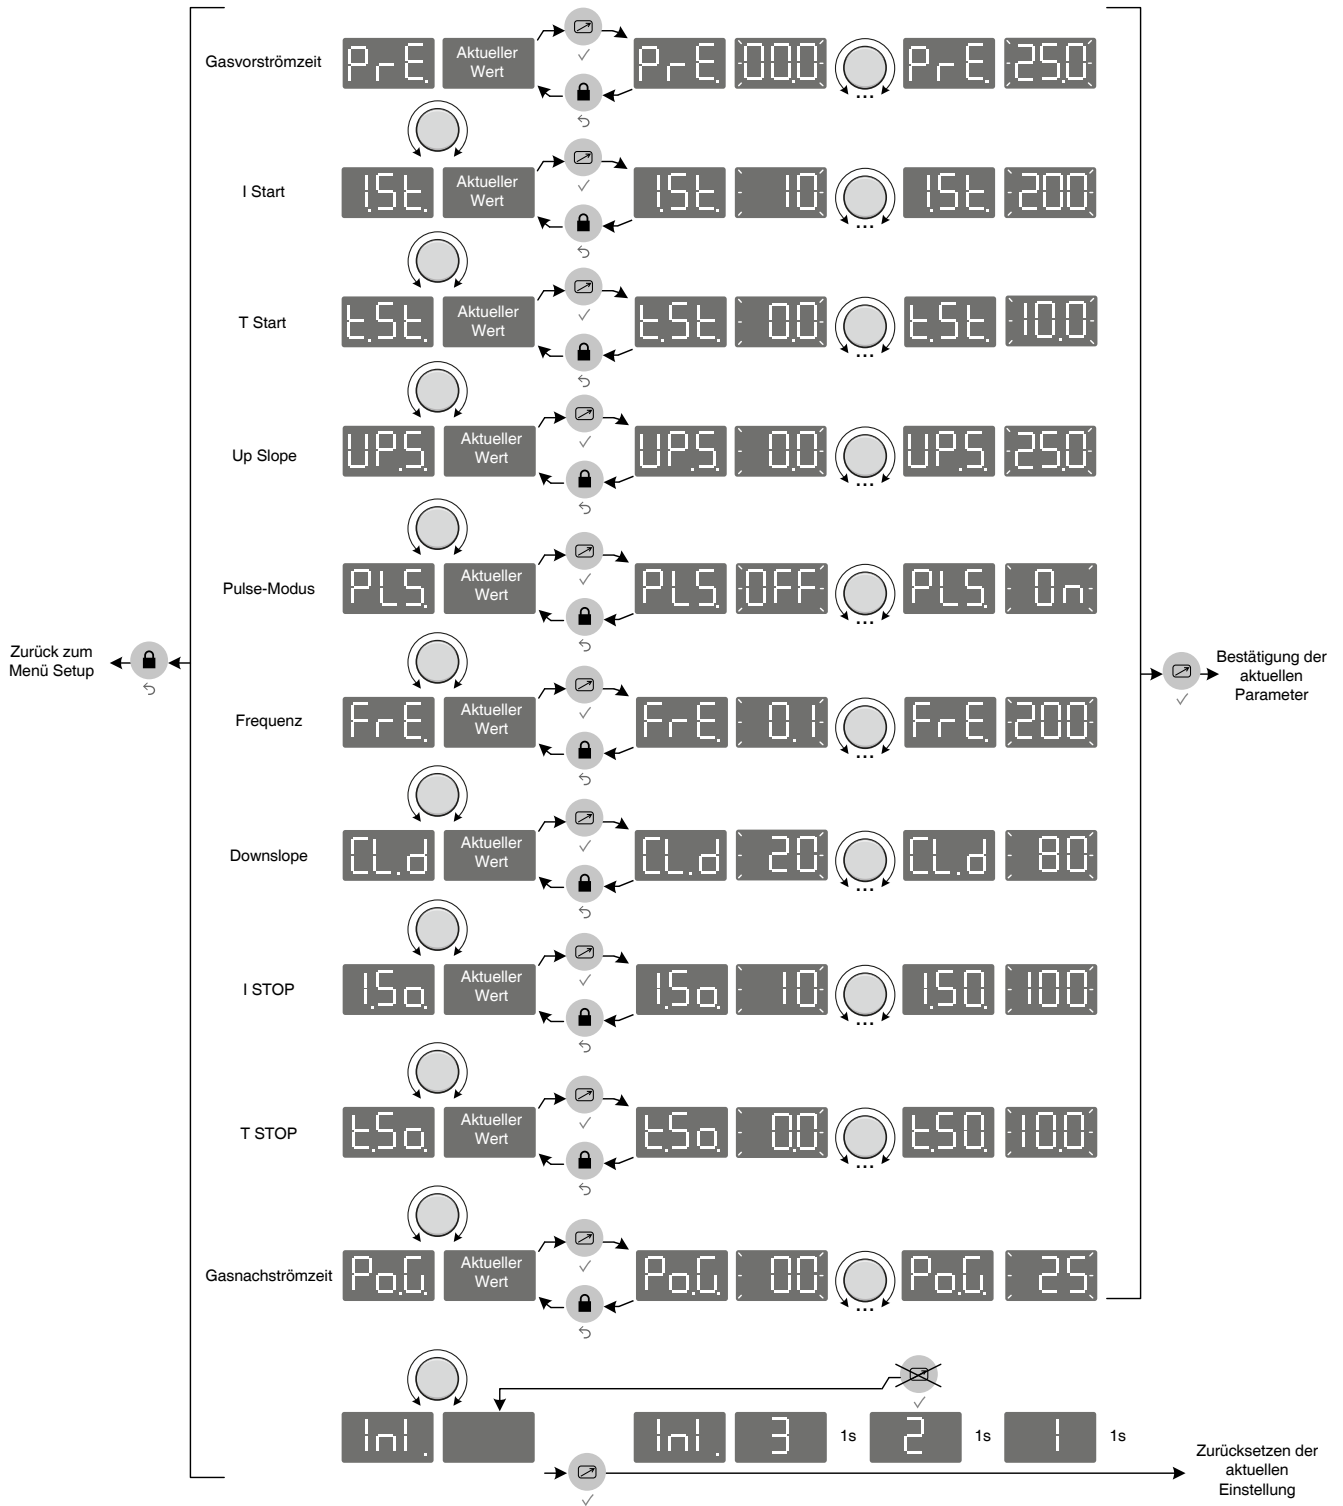 Gasvorströmzeit PrE. Aktueller Wert PrE. 00.0 ... PrE. 25.0
I Start I.St. Aktueller Wert I.St. 10 ... I.St. 200
T Start t.St. Aktueller Wert t.St. 0.0 ... t.St. 10.0
Up Slope UP.S. Aktueller Wert UP.S. 0.0 ... UP.S. 25.0
Pulse-Modus PLS. Aktueller Wert PLS. OFF ... PLS. On
Zurück zum
Menü Setup
Bestätigung der
aktuellen
Parameter
Frequenz FrE. Aktueller Wert FrE. 0.1 ... FrE. 200
Downslope CL.d Aktueller Wert CL.d 20 ... CL.d 80
I STOP I.So. Aktueller Wert I.So. 10 ... I.SO. 100
T STOP t.So. Aktueller Wert t.So. 0.0 ... t.SO. 10.0
Gasnachströmzeit Po.G. Aktueller Wert Po.G. 00 ... Po.G. 25
InI. InI. 3 1s 2 1s 1 1s
Zurücksetzen der
aktuellen
Einstellung